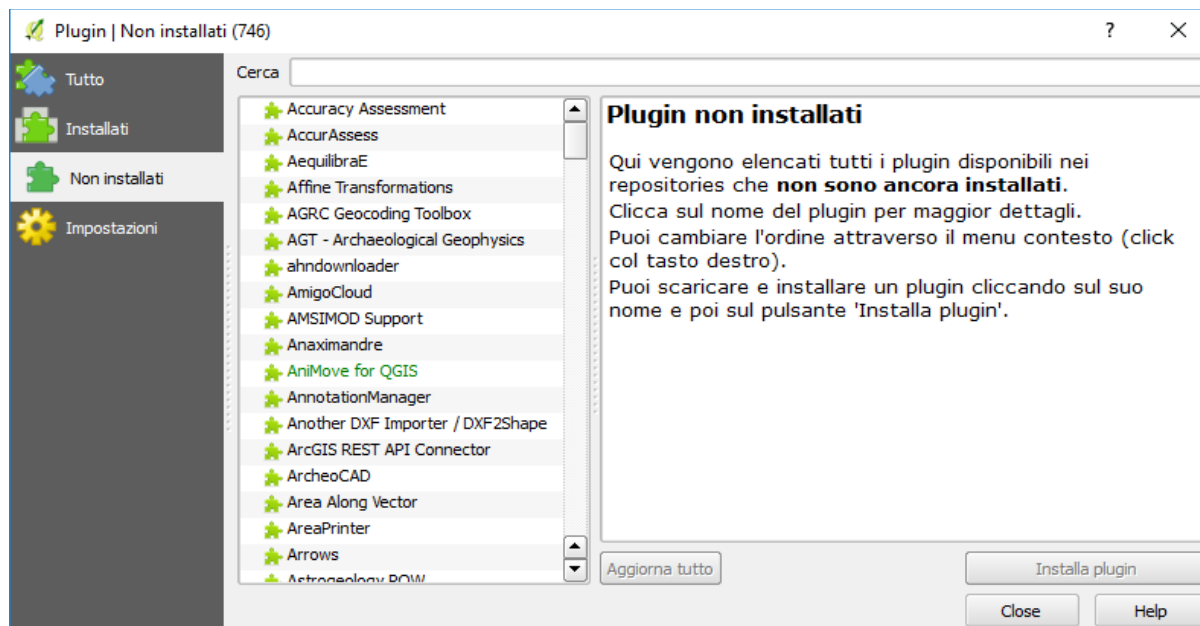 Plugin | Non installati (746)
?
Tutto
Installati
Non installati
Impostazioni
Cerca
Accuracy Assessment
AccurAssess
AequilibraE
Affine Transformations
AGRC Geocoding Toolbox
AGT - Archaeological Geophysics
ahndownloader
AmigoCloud
AMSIMOD Support
Anaximandre
AniMove for QGIS
AnnotationManager
Another DXF Importer / DXF2Shape
ArcGIS REST API Connector
ArcheoCAD
Area Along Vector
AreaPrinter
Arrows
Astrogeology POW
Plugin non installati
Qui vengono elencati tutti i plugin disponibili nei
repositories che non sono ancora installati.
Clicca sul nome del plugin per maggior dettagli.
Puoi cambiare l'ordine attraverso il menu contesto (click
col tasto destro).
Puoi scaricare e installare un plugin cliccando sul suo
nome e poi sul pulsante 'Installa plugin'.
Aggiorna tutto
Installa plugin
Close
Help